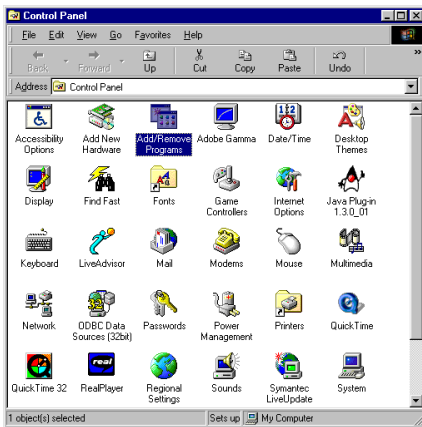 Control Panel
File Edit View Go Favorites Help
Back Forward Up Cut Copy Paste Undo »
Address Control Panel
Accessibility Options
Add New Hardware
Add/Remove Programs
Adobe Gamma
Date/Time
Desktop Themes
Display
Find Fast
Fonts
Game Controllers
Internet Options
Java Plug-in 1.3.0_01
Keyboard
LiveAdvisor
Mail
Modems
Mouse
Multimedia
Network
ODBC Data Sources (32bit)
Passwords
Power Management
Printers
QuickTime
QuickTime 32
RealPlayer
Regional Settings
Sounds
Symantec LiveUpdate
System
1 object(s) selected Sets up My Computer